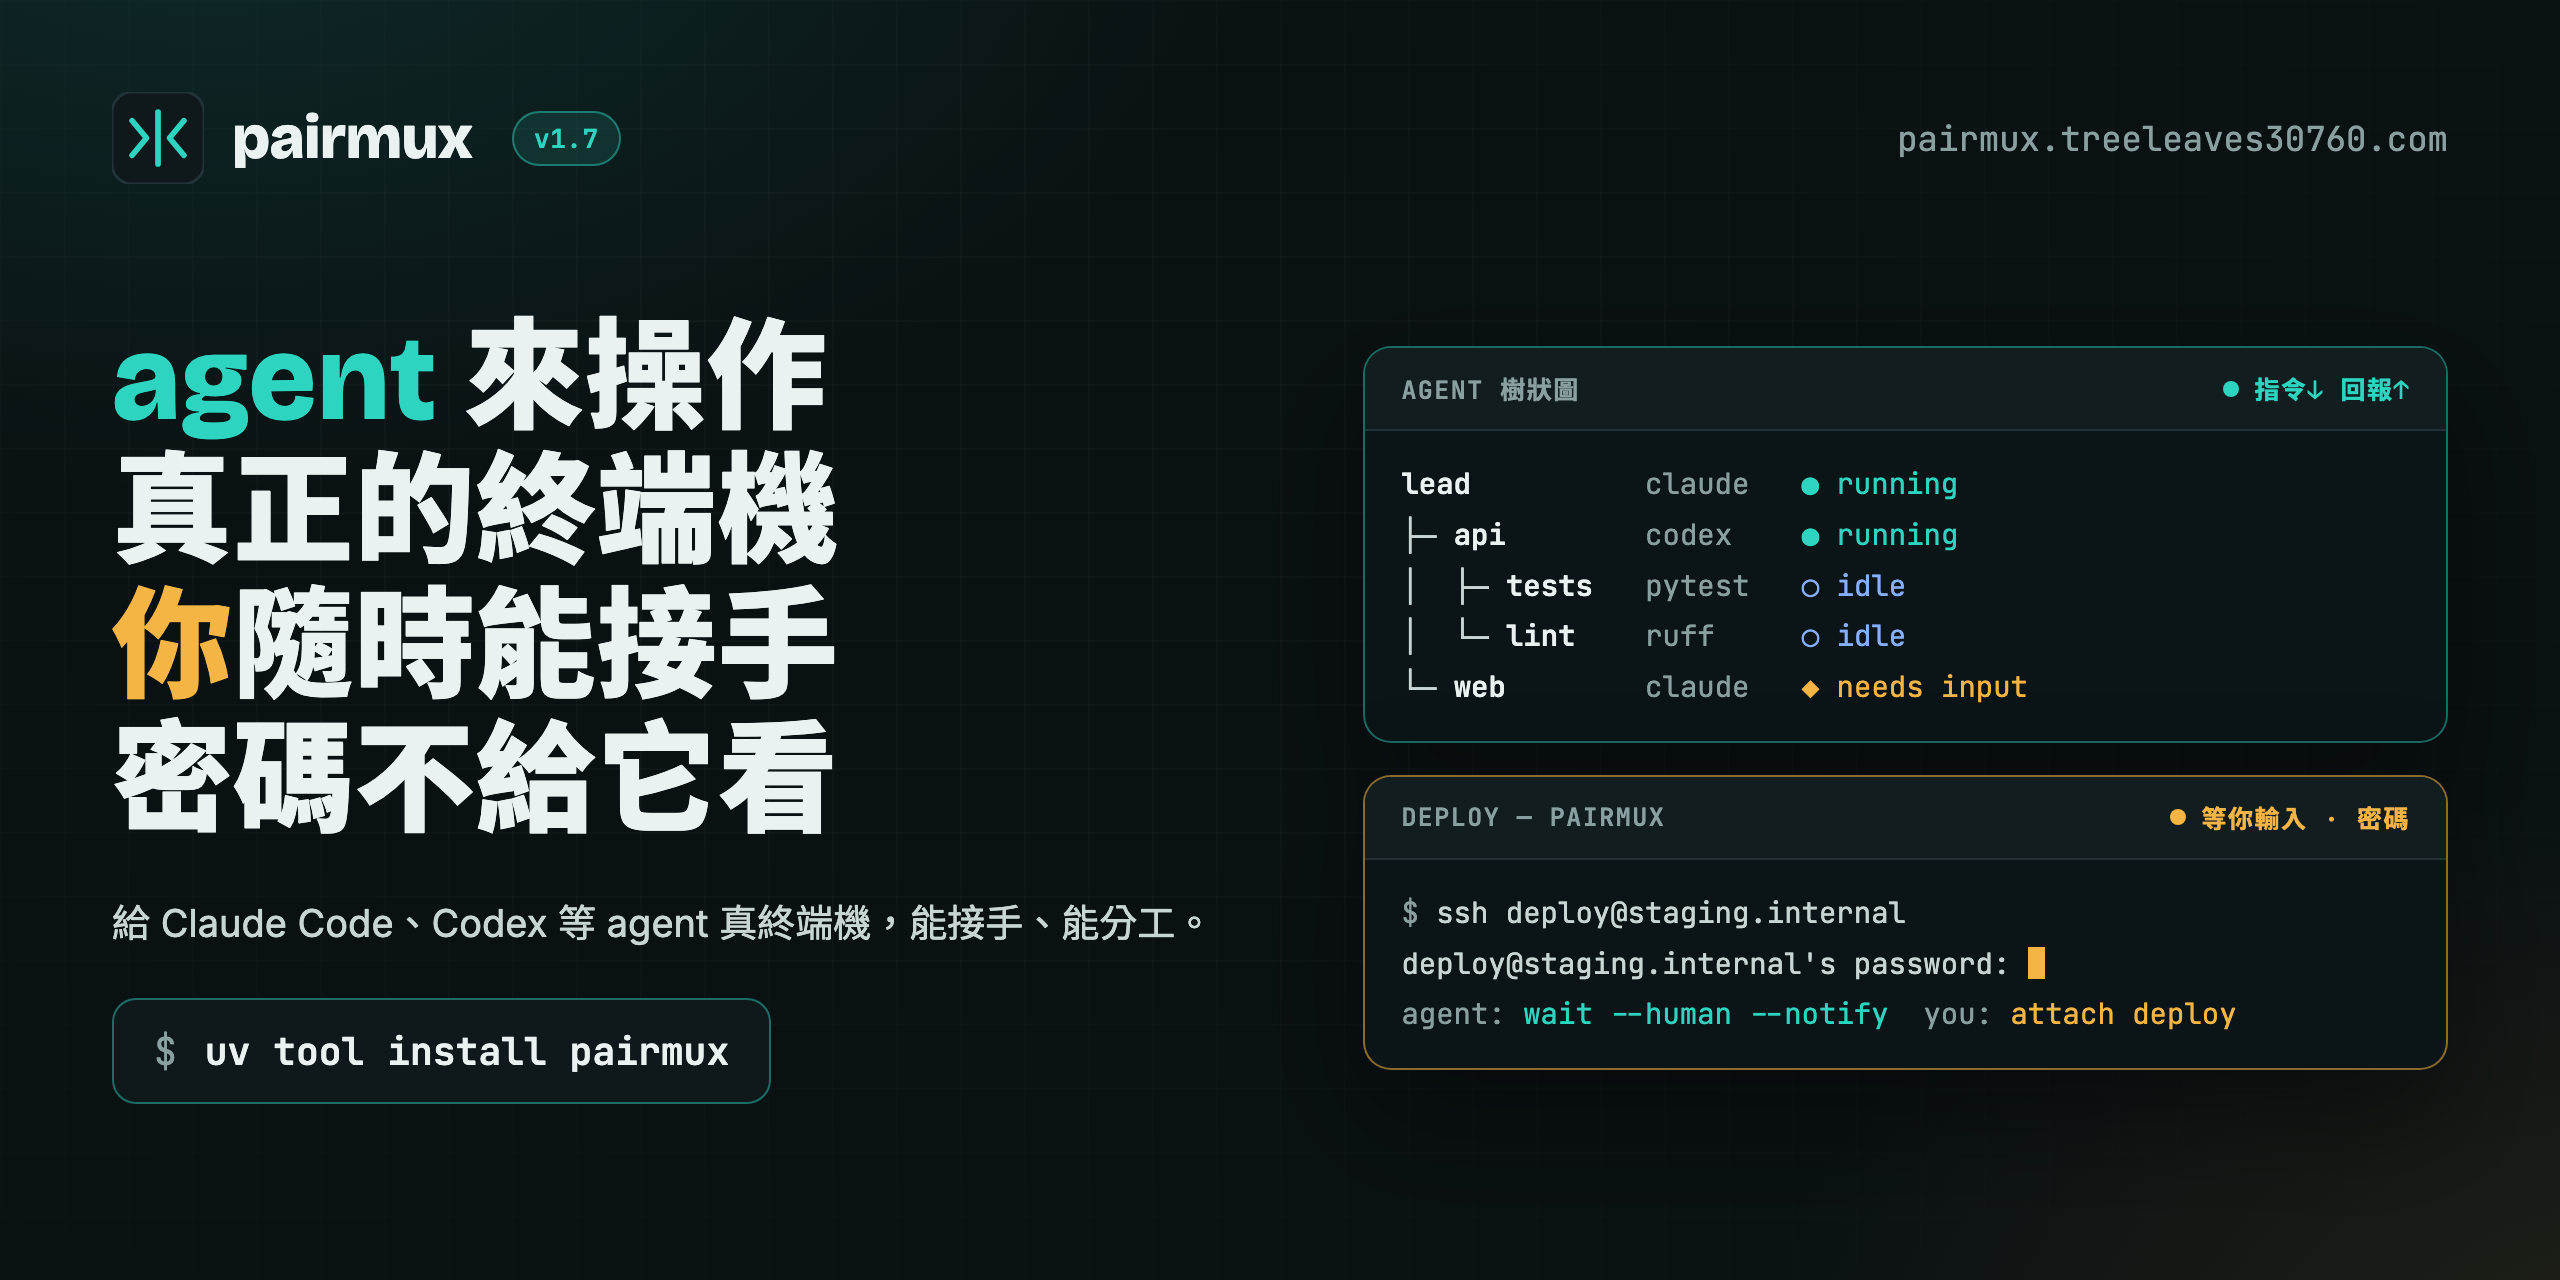 pairmux v1.7
pairmux.treeleaves30760.com
agent 來操作
真正的終端機
你隨時能接手
密碼不給它看
給 Claude Code、Codex 等 agent 真終端機，能接手、能分工。
$ uv tool install pairmux
AGENT 樹狀圖 ● 指令↓ 回報↑
lead claude ● running
├─ api codex ● running
│ ├─ tests pytest ○ idle
│ └─ lint ruff ○ idle
└─ web claude ◆ needs input
DEPLOY — PAIRMUX ● 等你輸入 · 密碼
$ ssh deploy@staging.internal
deploy@staging.internal's password:
agent: wait --human --notify you: attach deploy